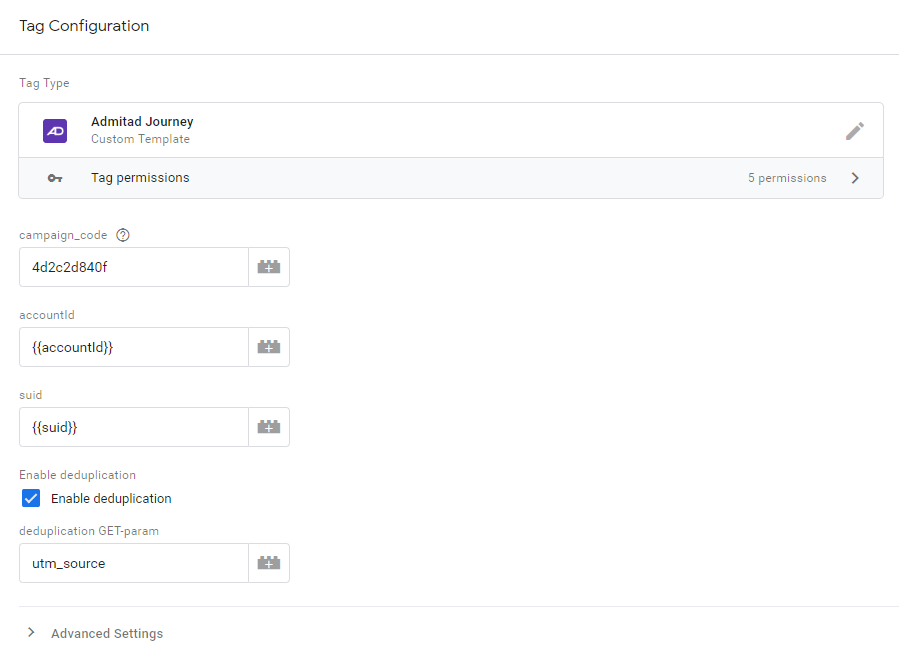 Tag Configuration
Tag Type
AD
Admitad Journey
Custom Template
Tag permissions 5 permissions
campaign_code ?
4d2c2d840f
accountId
{{accountId}}
suid
{{suid}}
Enable deduplication
Enable deduplication
deduplication GET-param
utm_source
Advanced Settings